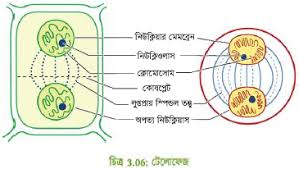 নিউক্লিয়ার মেমব্রেন
নিউক্লিওলাস
ক্রোমোসোম
কোষপ্লেট
লুপ্তপ্রায় স্পিন্ডল তন্তু
অপত্য নিউক্লিয়াস
চিত্র 3.06: টেলোফেজ